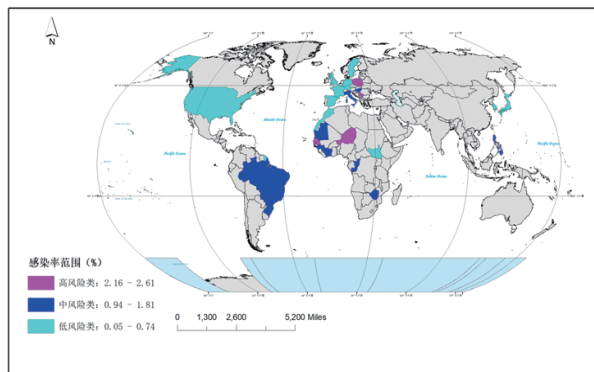 N
Atlantic Ocean
Pacific Ocean
Pacific Ocean
Indian Ocean
感染率范围（%）
高风险类：2.16 - 2.61
中风险类：0.94 - 1.81
低风险类：0.05 - 0.74
0 1,300 2,600 5,200 Miles